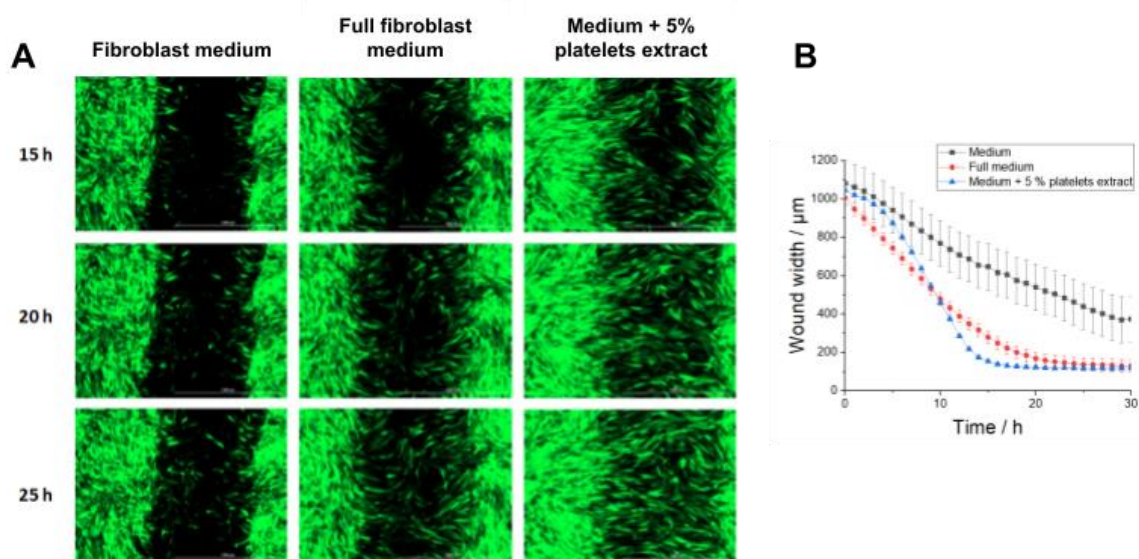 A
Fibroblast medium
Full fibroblast
medium
Medium + 5%
platelets extract
15 h
20 h
25 h
B
Medium
Full medium
Medium + 5 % platelets extract
1200
1000
800
600
400
200
0
Wound width / μm
0 10 20 30
Time / h